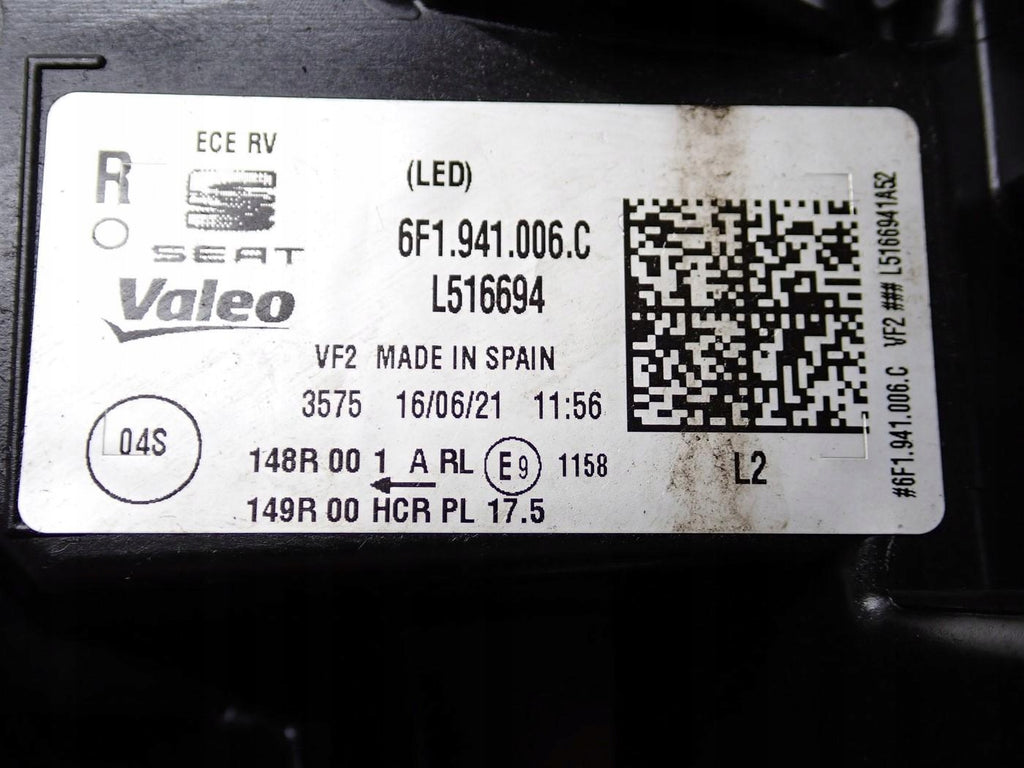 R
ECE RV
SEAT
Valeo
(LED)
6F1.941.006.C
L516694
VF2 MADE IN SPAIN
3575 16/06/21 11:56
04S
148R 00 1 A RL E9 1158
149R 00 HCR PL 17.5
L2
#6F1.941.006.C VF2 ### L5166941A52